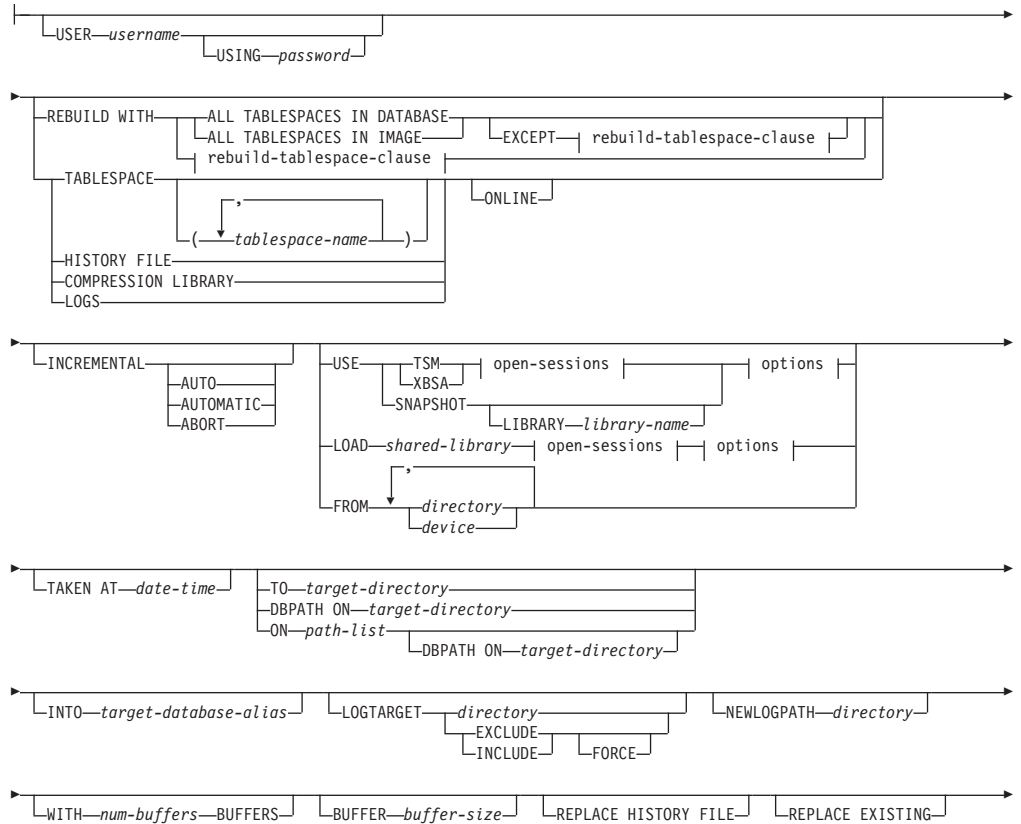 USER username
USING password
REBUILD WITH ALL TABLESPACES IN DATABASE
ALL TABLESPACES IN IMAGE EXCEPT rebuild-tablespace-clause
rebuild-tablespace-clause
TABLESPACE
ONLINE
,
( tablespace-name )
HISTORY FILE
COMPRESSION LIBRARY
LOGS
INCREMENTAL USE TSM open-sessions options
AUTO XBSA
AUTOMATIC SNAPSHOT
ABORT LIBRARY library-name
LOAD shared-library open-sessions options
,
FROM directory
device
TAKEN AT date-time TO target-directory
DBPATH ON target-directory
ON path-list
DBPATH ON target-directory
INTO target-database-alias LOGTARGET directory NEWLOGPATH directory
EXCLUDE
INCLUDE FORCE
WITH num-buffers BUFFERS BUFFER buffer-size REPLACE HISTORY FILE REPLACE EXISTING